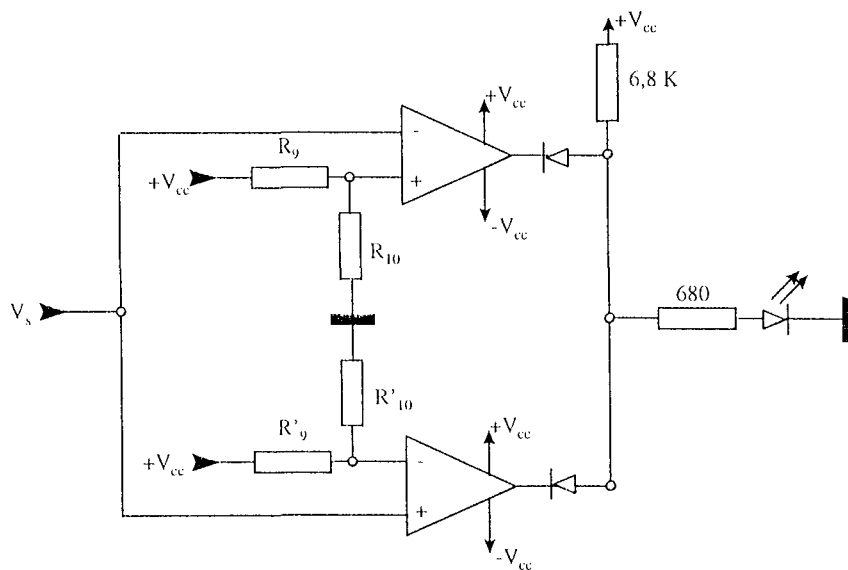 +Vcc
6,8 K
+Vcc
-
R9
+Vcc
+
R10
-Vcc
680
Vs
R'10
R'9
+Vcc
+Vcc
-
+
-Vcc